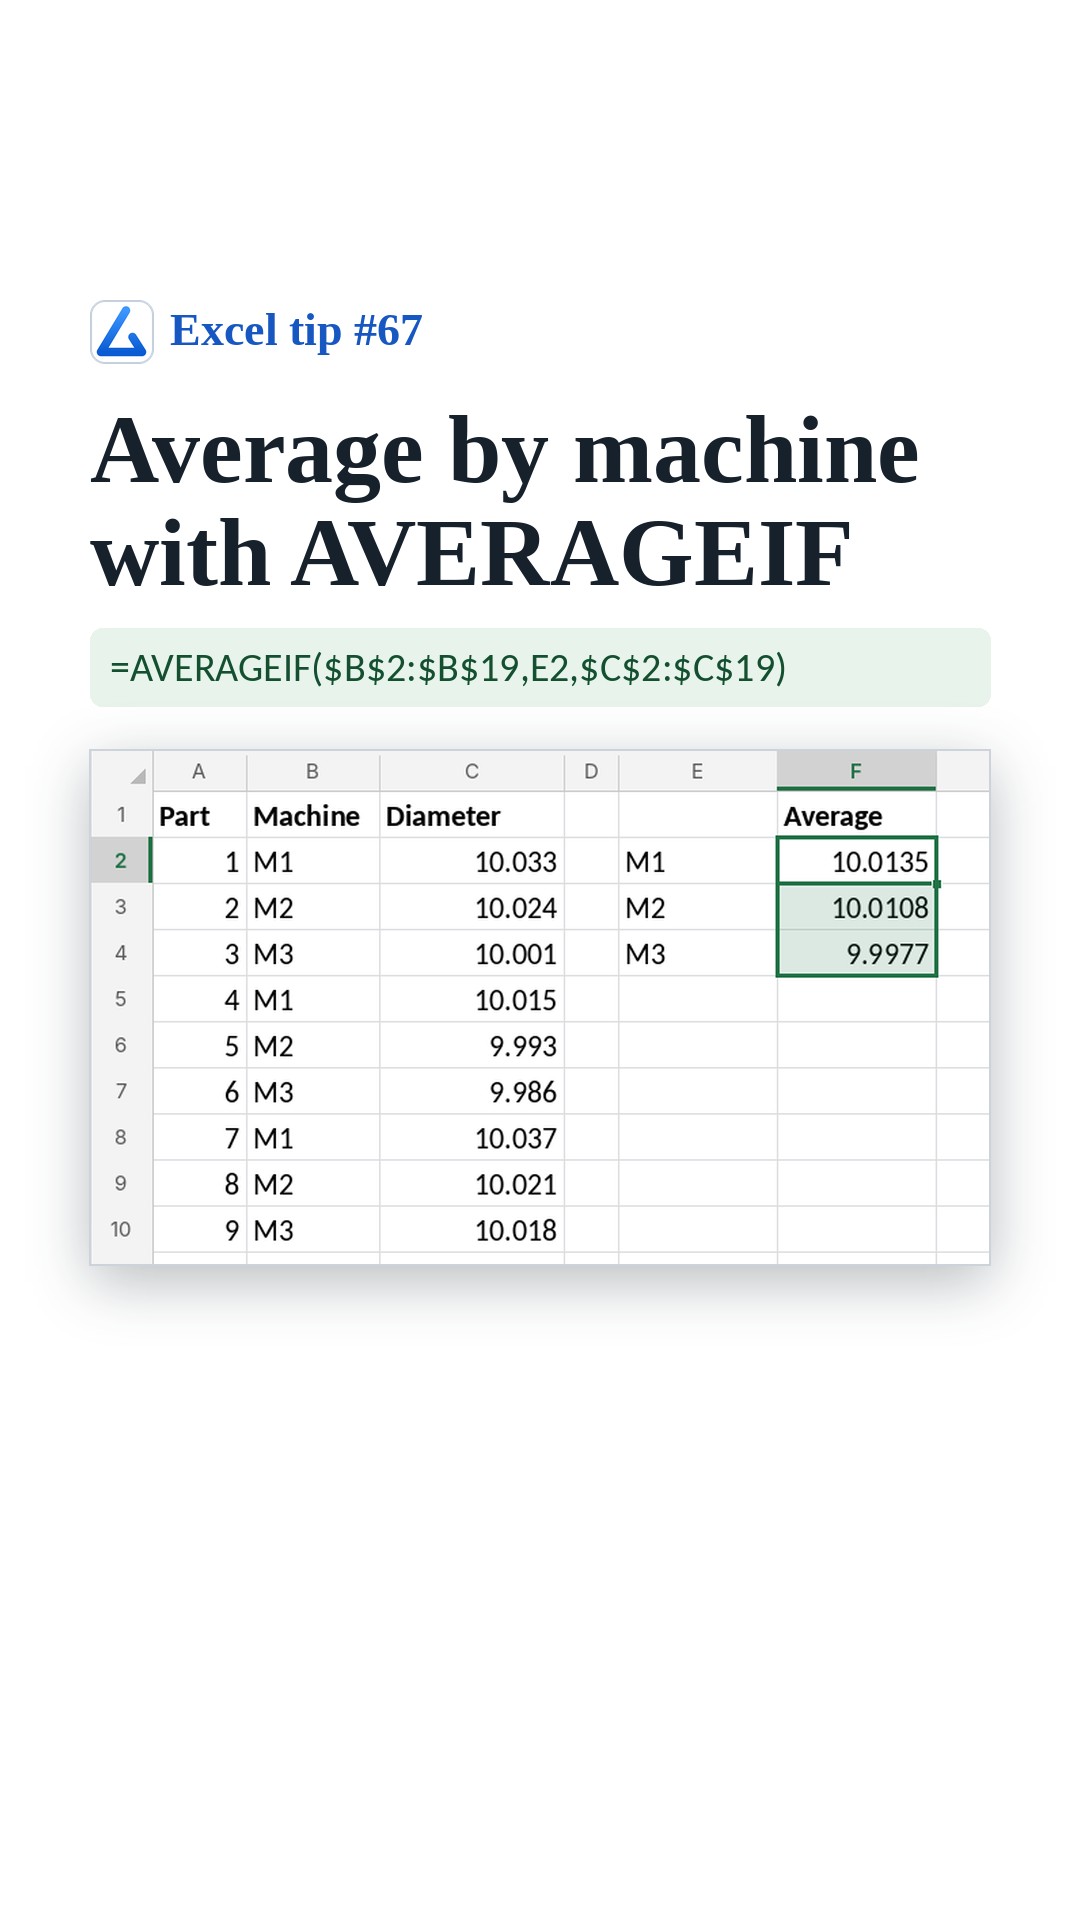 Excel tip #67
Average by machine
with AVERAGEIF
=AVERAGEIF($B$2:$B$19,E2,$C$2:$C$19)
A B C D E F
1 Part Machine Diameter Average
2 1 M1 10.033 M1 10.0135
3 2 M2 10.024 M2 10.0108
4 3 M3 10.001 M3 9.9977
5 4 M1 10.015
6 5 M2 9.993
7 6 M3 9.986
8 7 M1 10.037
9 8 M2 10.021
10 9 M3 10.018